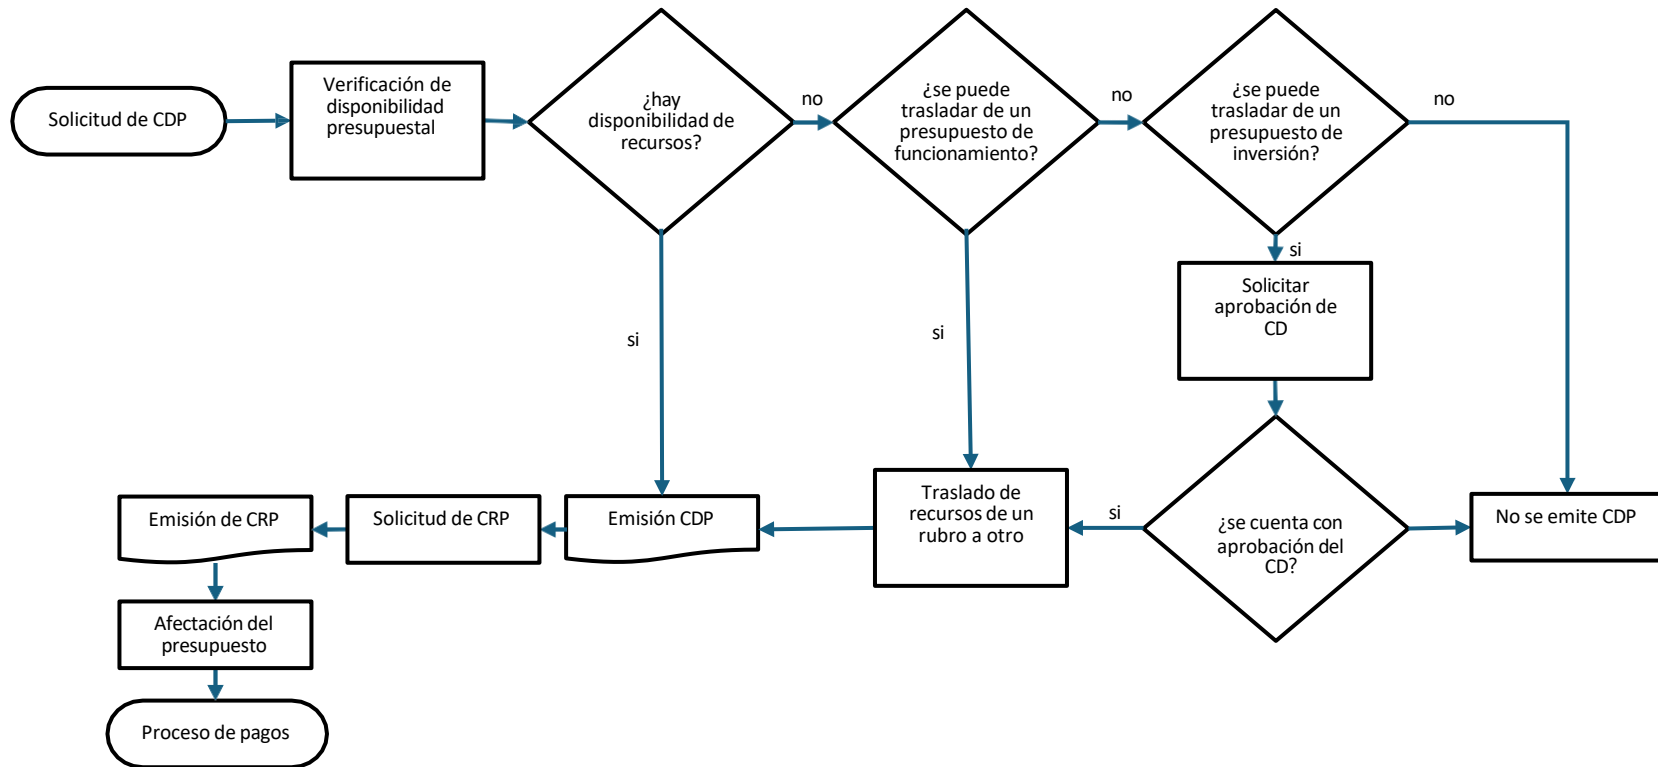 Solicitud de CDP
Verificación de
disponibilidad
presupuestal
¿hay
disponibilidad de
recursos?
no
¿se puede
trasladar de un
presupuesto de
funcionamiento?
no
¿se puede
trasladar de un
presupuesto de
inversión?
no
si
si
si
Solicitar
aprobación de
CD
¿se cuenta con
aprobación del
CD?
No se emite CDP
si
Traslado de
recursos de un
rubro a otro
Emisión CDP
Solicitud de CRP
Emisión de CRP
Afectación del
presupuesto
Proceso de pagos